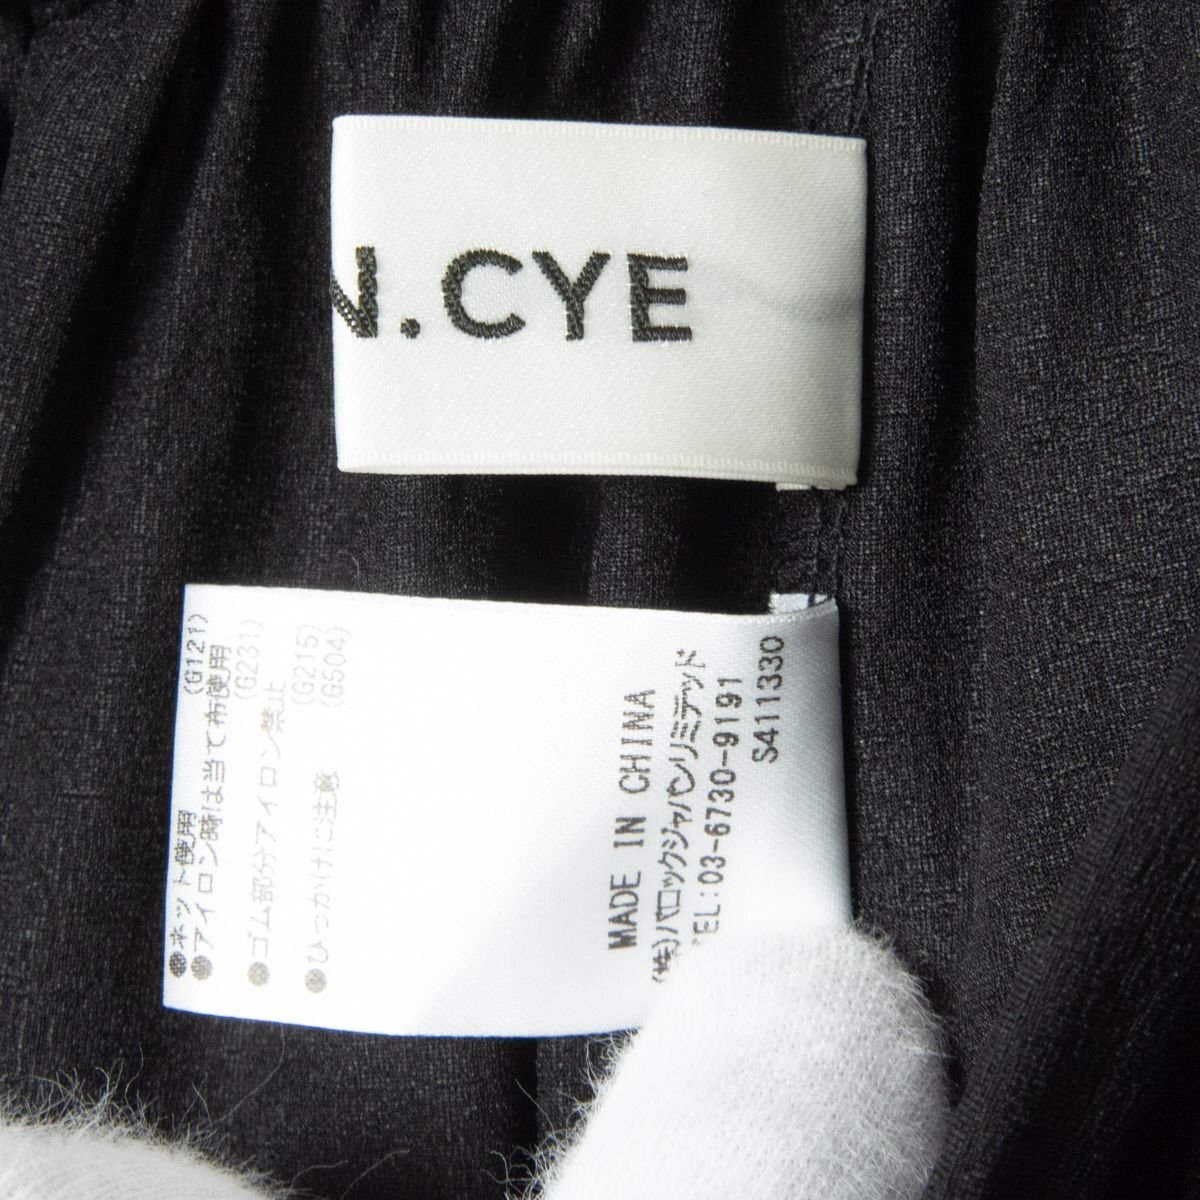 N.CYE
●ネット使用 (G121)
●アイロン時は当て布使用
(G231)
●ゴム部分アイロン禁止
(G215)
●ひっかけに注意 (G504)
MADE IN CHINA
(株)バロックジャパンリミテッド
TEL:03-6730-9191
S411330